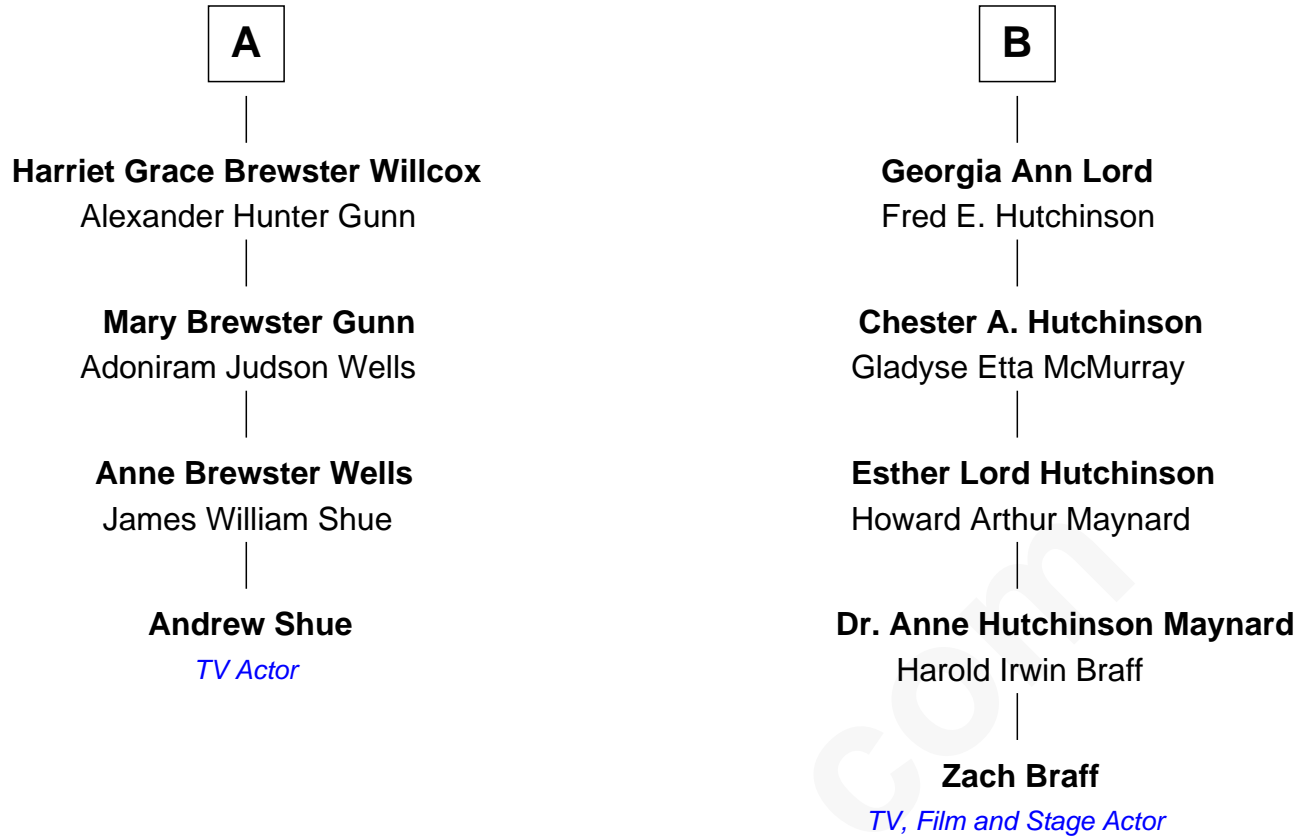 A
Harriet Grace Brewster Willcox
Alexander Hunter Gunn
Mary Brewster Gunn
Adoniram Judson Wells
Anne Brewster Wells
James William Shue
Andrew Shue
TV Actor
B
Georgia Ann Lord
Fred E. Hutchinson
Chester A. Hutchinson
Gladyse Etta McMurray
Esther Lord Hutchinson
Howard Arthur Maynard
Dr. Anne Hutchinson Maynard
Harold Irwin Braff
Zach Braff
TV, Film and Stage Actor
com